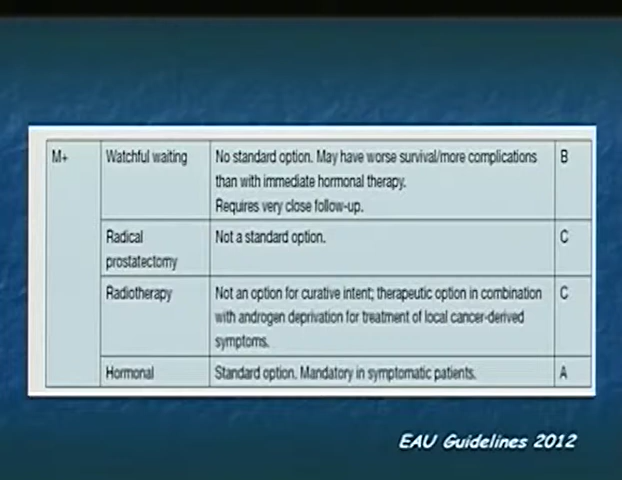 M+ Watchful waiting No standard option. May have worse survival/more complications B
than with immediate hormonal therapy.
Requires very close follow-up.
Radical Not a standard option. C
prostatectomy
Radiotherapy Not an option for curative intent; therapeutic option in combination C
with androgen deprivation for treatment of local cancer-derived
symptoms.
Hormonal Standard option. Mandatory in symptomatic patients. A
EAU Guidelines 2012